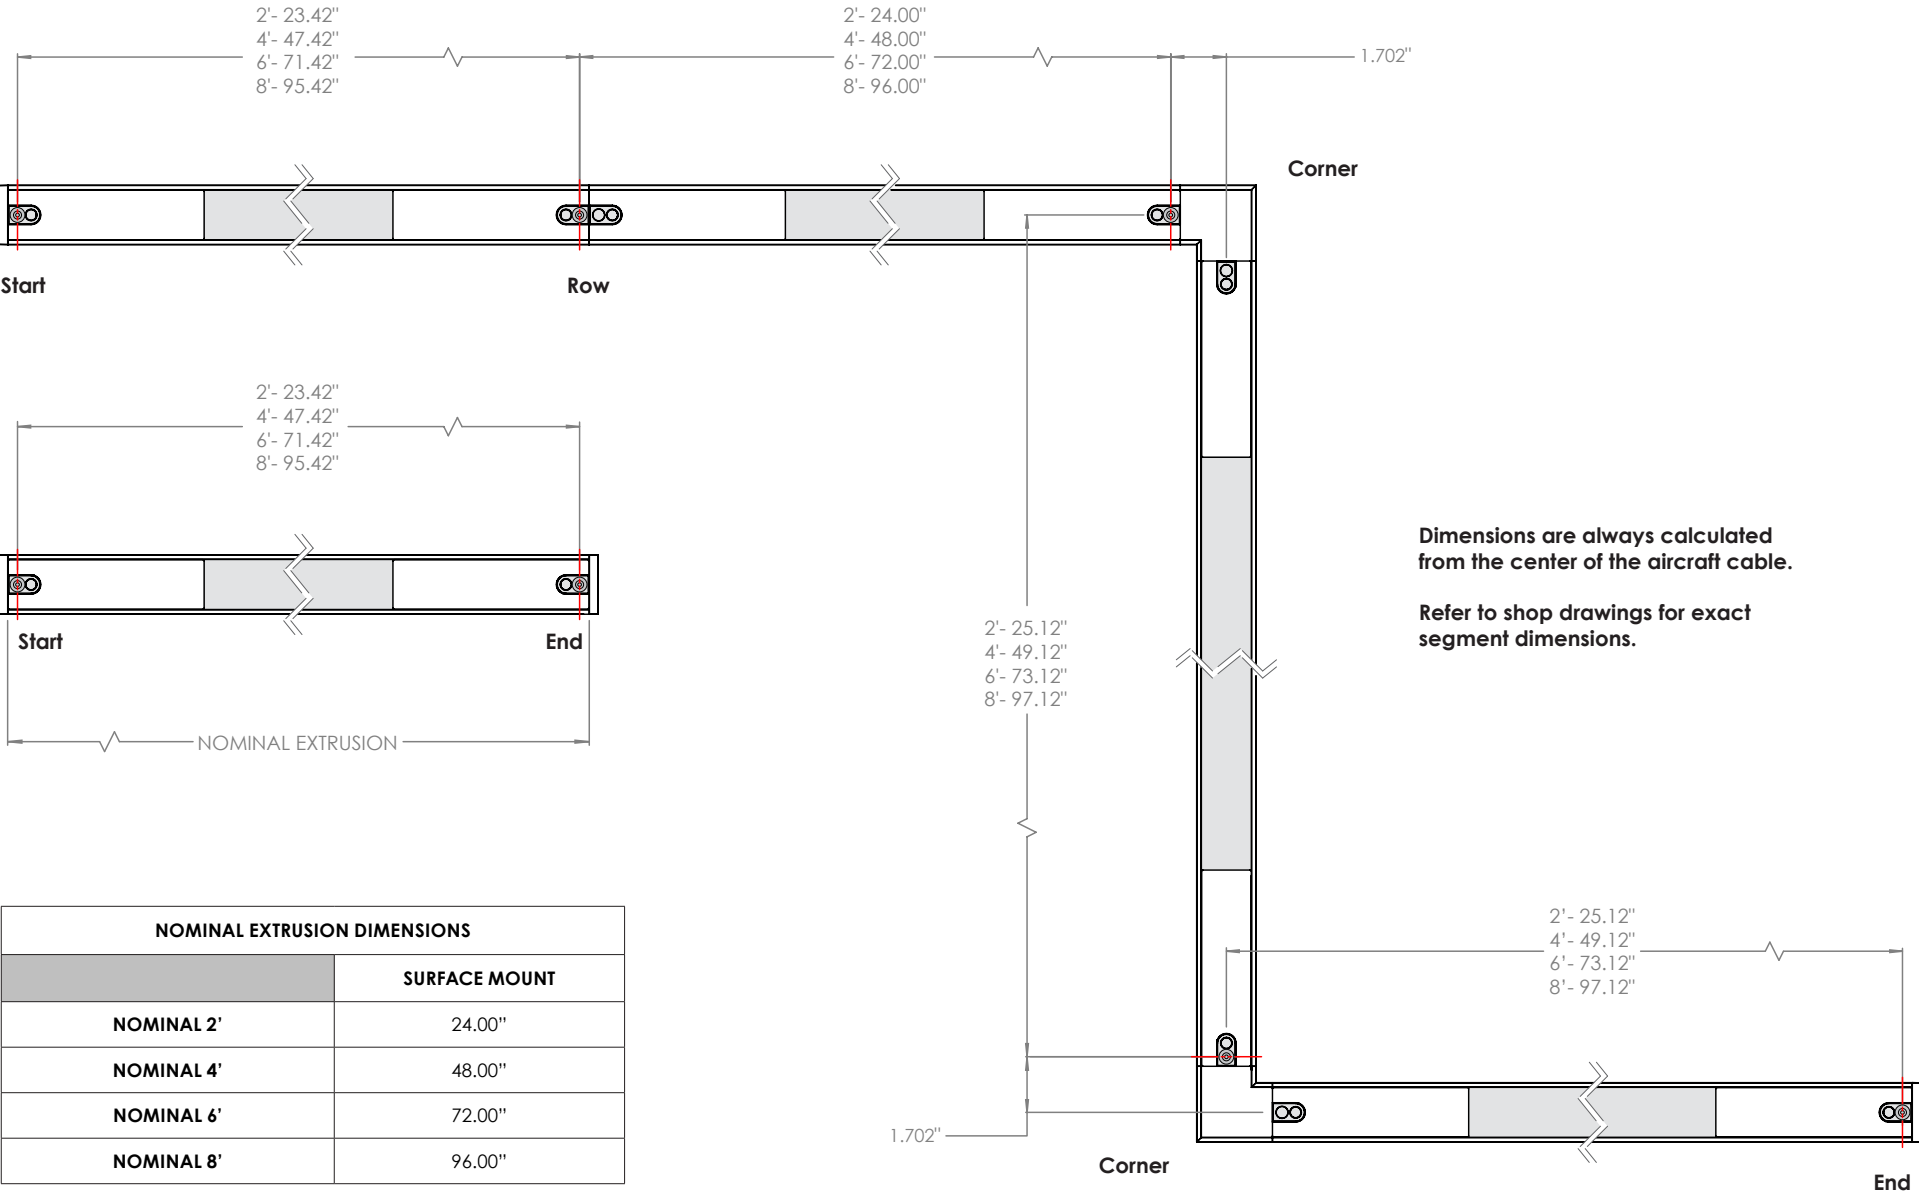 2'- 23.42"
4'- 47.42"
6'- 71.42"
8'- 95.42"
2'- 24.00"
4'- 48.00"
6'- 72.00"
8'- 96.00"
1.702"
Corner
Start
Row
2'- 23.42"
4'- 47.42"
6'- 71.42"
8'- 95.42"
Start
End
NOMINAL EXTRUSION
Dimensions are always calculated
from the center of the aircraft cable.
Refer to shop drawings for exact
segment dimensions.
2'- 25.12"
4'- 49.12"
6'- 73.12"
8'- 97.12"
NOMINAL EXTRUSION DIMENSIONS
SURFACE MOUNT
NOMINAL 2’ 24.00”
NOMINAL 4’ 48.00”
NOMINAL 6’ 72.00”
NOMINAL 8’ 96.00”
2’- 25.12"
4’- 49.12"
6’- 73.12"
8’- 97.12"
1.702"
Corner
End